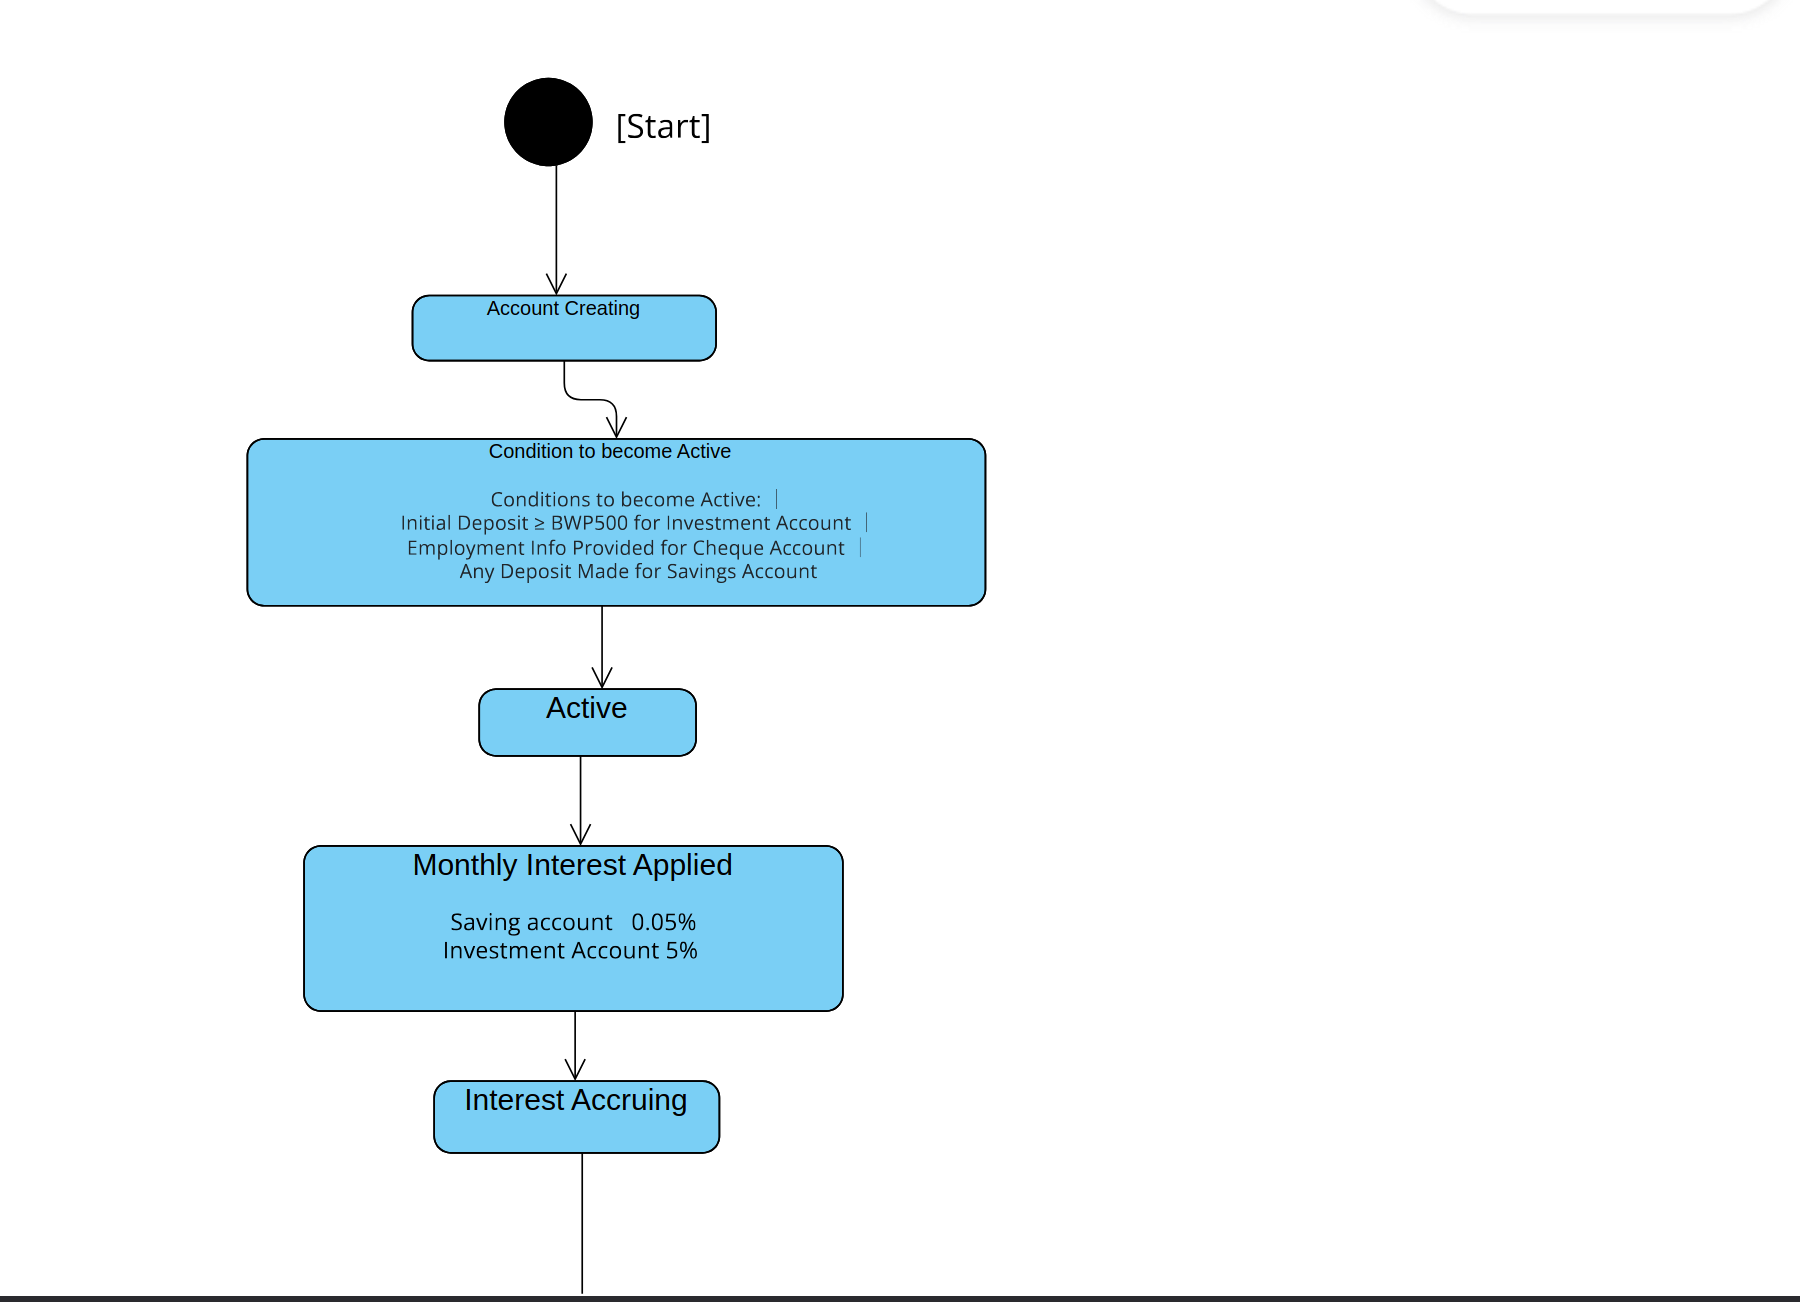 [Start]
Account Creating
Condition to become Active
Conditions to become Active: |
Initial Deposit ≥ BWP500 for Investment Account |
Employment Info Provided for Cheque Account |
Any Deposit Made for Savings Account
Active
Monthly Interest Applied
Saving account 0.05%
Investment Account 5%
Interest Accruing